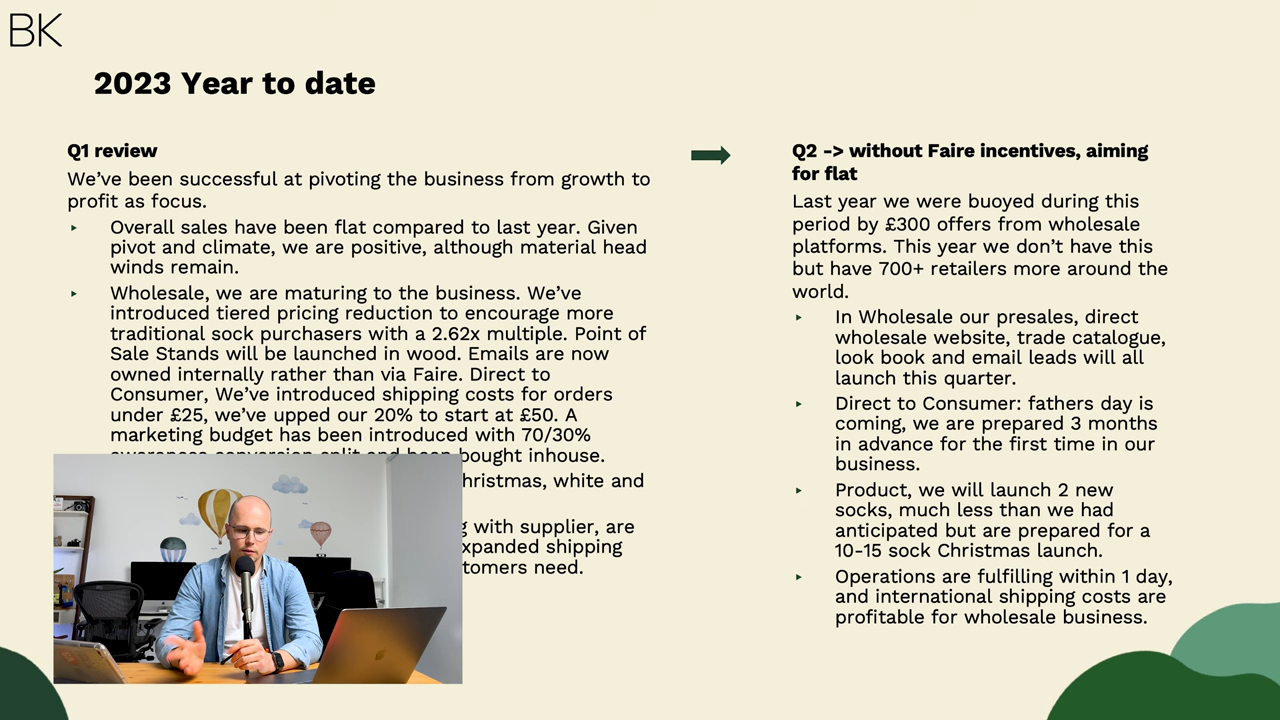 BK
2023 Year to date
Q1 review
We've been successful at pivoting the business from growth to
profit as focus.
‣ Overall sales have been flat compared to last year. Given
pivot and climate, we are positive, although material head
winds remain.
‣ Wholesale, we are maturing to the business. We've
introduced tiered pricing reduction to encourage more
traditional sock purchasers with a 2.62x multiple. Point of
Sale Stands will be launched in wood. Emails are now
owned internally rather than via Faire. Direct to
Consumer, We've introduced shipping costs for orders
under £25, we've upped our 20% to start at £50. A
marketing budget has been introduced with 70/30%
awareness conversion split and been bought inhouse.
hristmas, white and
g with supplier, are
xpanded shipping
tomers need.
Q2 -> without Faire incentives, aiming
for flat
Last year we were buoyed during this
period by £300 offers from wholesale
platforms. This year we don't have this
but have 700+ retailers more around the
world.
‣ In Wholesale our presales, direct
wholesale website, trade catalogue,
look book and email leads will all
launch this quarter.
‣ Direct to Consumer: fathers day is
coming, we are prepared 3 months
in advance for the first time in our
business.
‣ Product, we will launch 2 new
socks, much less than we had
anticipated but are prepared for a
10-15 sock Christmas launch.
‣ Operations are fulfilling within 1 day,
and international shipping costs are
profitable for wholesale business.